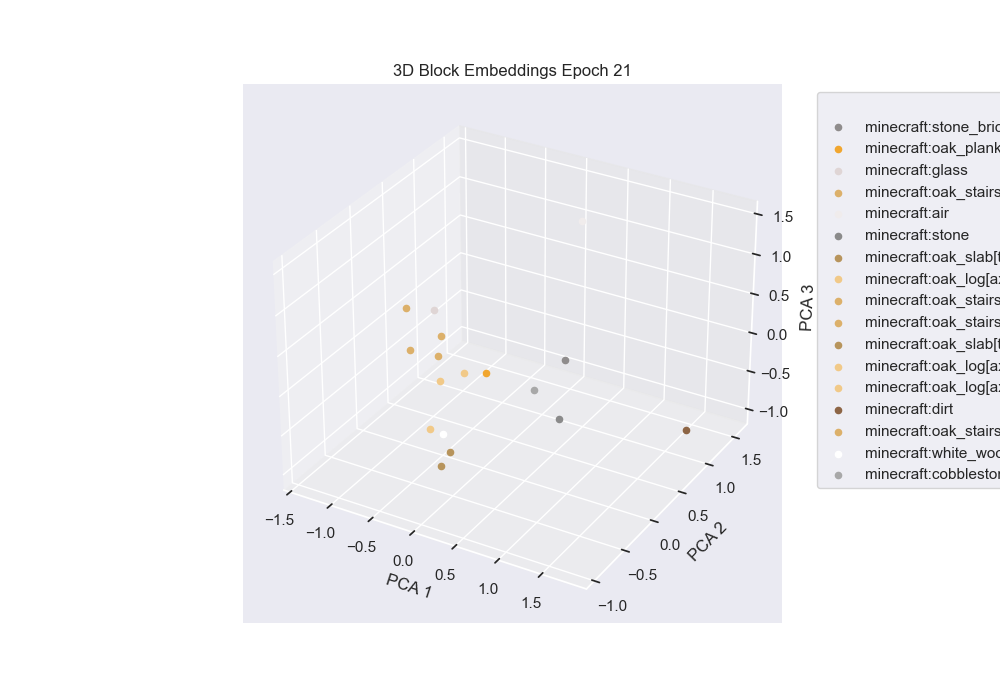 3D Block Embeddings Epoch 21
1.5
1.0
0.5
0.0
−0.5
−1.0
PCA 3
1.5
1.0
0.5
0.0
−0.5
−1.0
PCA 2
−1.5
−1.0
−0.5
0.0
0.5
1.0
1.5
PCA 1
minecraft:stone_bric
minecraft:oak_plank
minecraft:glass
minecraft:oak_stairs
minecraft:air
minecraft:stone
minecraft:oak_slab[t
minecraft:oak_log[ax
minecraft:oak_stairs
minecraft:oak_stairs
minecraft:oak_slab[t
minecraft:oak_log[ax
minecraft:oak_log[ax
minecraft:dirt
minecraft:oak_stairs
minecraft:white_woo
minecraft:cobbleston